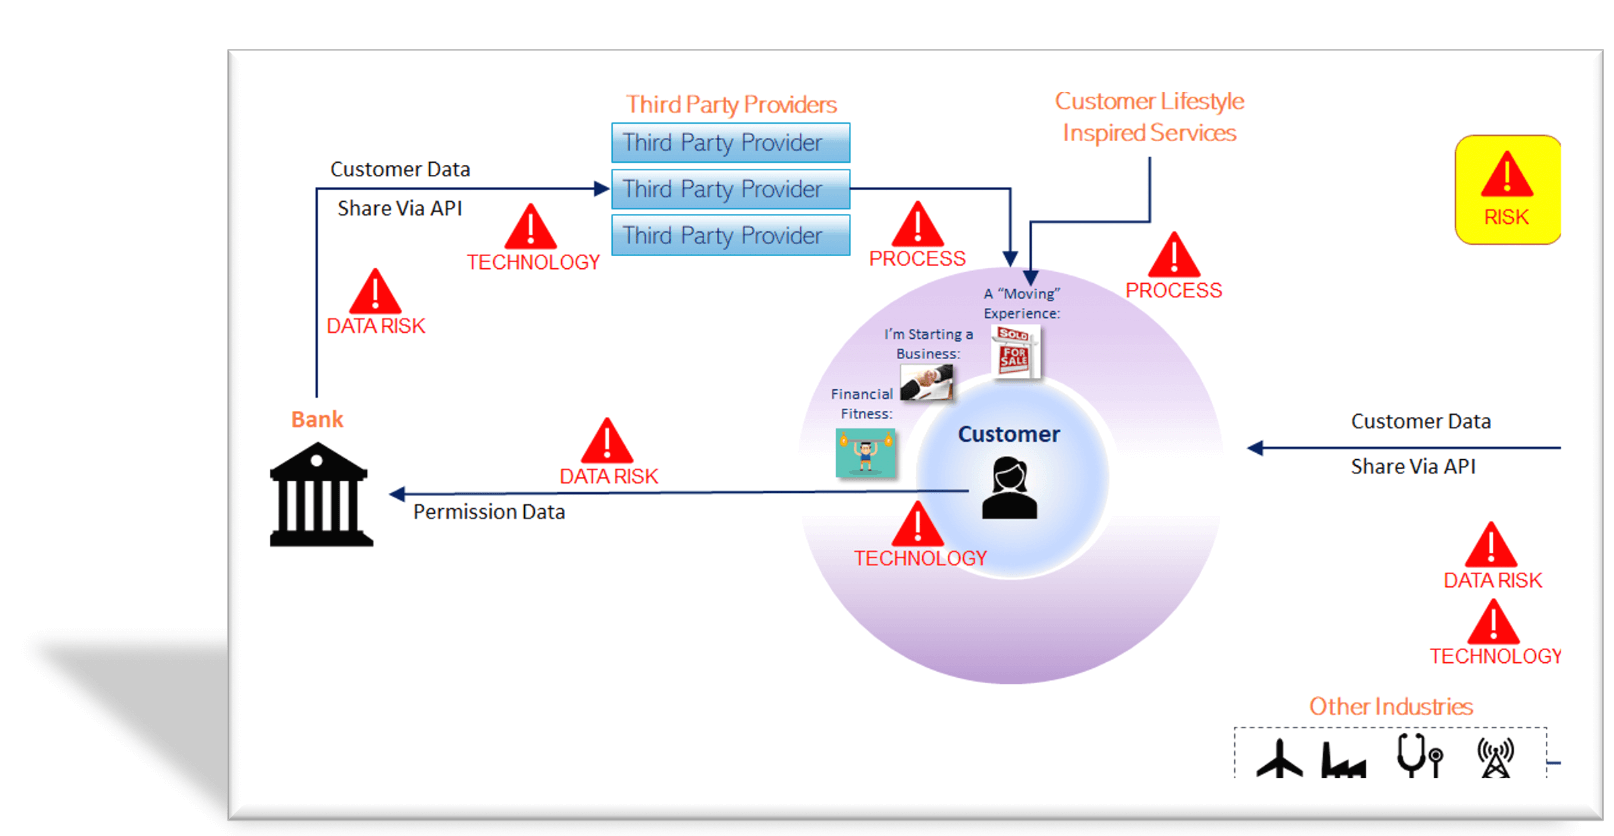 Third Party Providers
Third Party Provider
Third Party Provider
Third Party Provider
Customer Lifestyle
Inspired Services
RISK
Customer Data
Share Via API
TECHNOLOGY
PROCESS
PROCESS
DATA RISK
A “Moving”
Experience:
SOLD
FOR
SALE
I’m Starting a
Business:
Financial
Fitness:
Bank
Customer
Customer Data
Share Via API
DATA RISK
Permission Data
TECHNOLOGY
DATA RISK
TECHNOLOGY
Other Industries